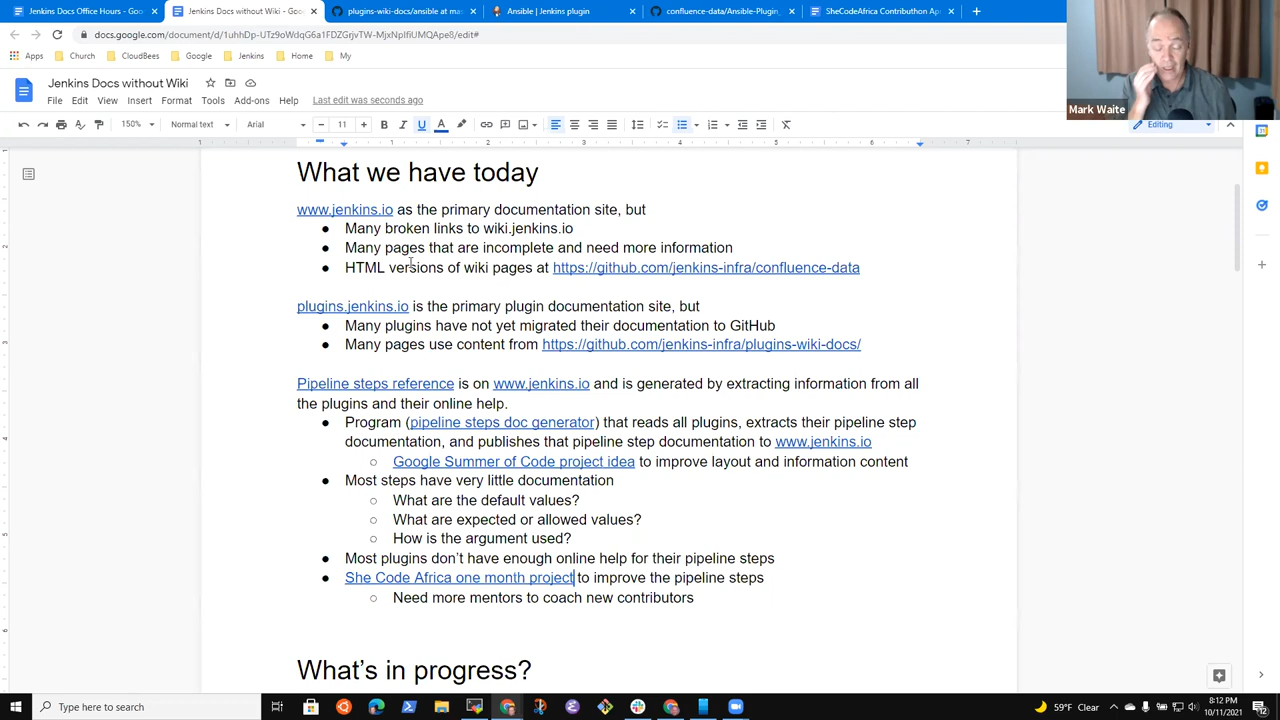 Jenkins Docs Office Hours - Goo
Jenkins Docs without Wiki - Goo
plugins-wiki-docs/ansible at mas
Ansible | Jenkins plugin
confluence-data/Ansible-Plugin_
SheCodeAfrica Contributhon Ap
docs.google.com/document/d/
Apps
Church
CloudBees
Google
Jenkins
Home
My
Jenkins Docs without Wiki
File Edit View Insert Format Tools Add-ons Help Last edit was seconds ago
150% Normal text Arial 11 Editing
Mark Waite
What we have today
www.jenkins.io as the primary documentation site, but
● Many broken links to wiki.jenkins.io
● Many pages that are incomplete and need more information
● HTML versions of wiki pages at https://github.com/jenkins-infra/confluence-data
plugins.jenkins.io is the primary plugin documentation site, but
● Many plugins have not yet migrated their documentation to GitHub
● Many pages use content from https://github.com/jenkins-infra/plugins-wiki-docs/
Pipeline steps reference is on www.jenkins.io and is generated by extracting information from all
the plugins and their online help.
● Program (pipeline steps doc generator) that reads all plugins, extracts their pipeline step
documentation, and publishes that pipeline step documentation to www.jenkins.io
○ Google Summer of Code project idea to improve layout and information content
● Most steps have very little documentation
○ What are the default values?
○ What are expected or allowed values?
○ How is the argument used?
● Most plugins don't have enough online help for their pipeline steps
● She Code Africa one month project to improve the pipeline steps
○ Need more mentors to coach new contributors
What's in progress?
Type here to search
59°F Clear
8:12 PM
10/11/2021